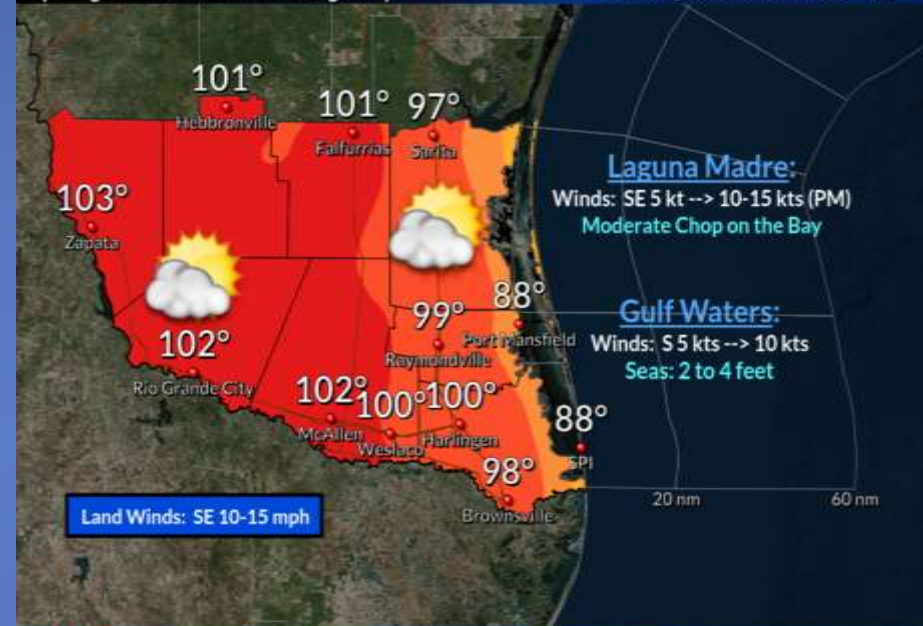 101°
Hebbronville
101°
Falfurrias
97°
Sarita
103°
Zapata
Laguna Madre:
Winds: SE 5 kt --> 10-15 kts (PM)
Moderate Chop on the Bay
88°
Port Mansfield
99°
Raymondville
Gulf Waters:
Winds: S 5 kts --> 10 kts
Seas: 2 to 4 feet
102°
Rio Grande City
102°
McAllen
100°
Weslaco
100°
Harlingen
88°
SPI
98°
Brownsville
20 nm
60 nm
Land Winds: SE 10-15 mph